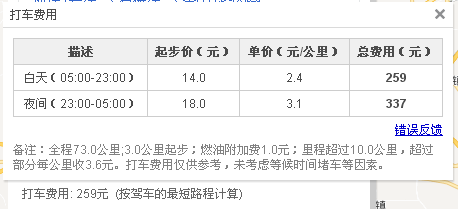 打车费用
描述 起步价（元） 单价（元/公里） 总费用（元）
白天（05:00-23:00） 14.0 2.4 259
夜间（23:00-05:00） 18.0 3.1 337
错误反馈
备注：全程73.0公里;3.0公里起步；燃油附加费1.0元；里程超过10.0公里，超过
部分每公里收3.6元。打车费用仅供参考，未考虑等候时间堵车等因素。
打车费用: 259元 (按驾车的最短路程计算)
镇